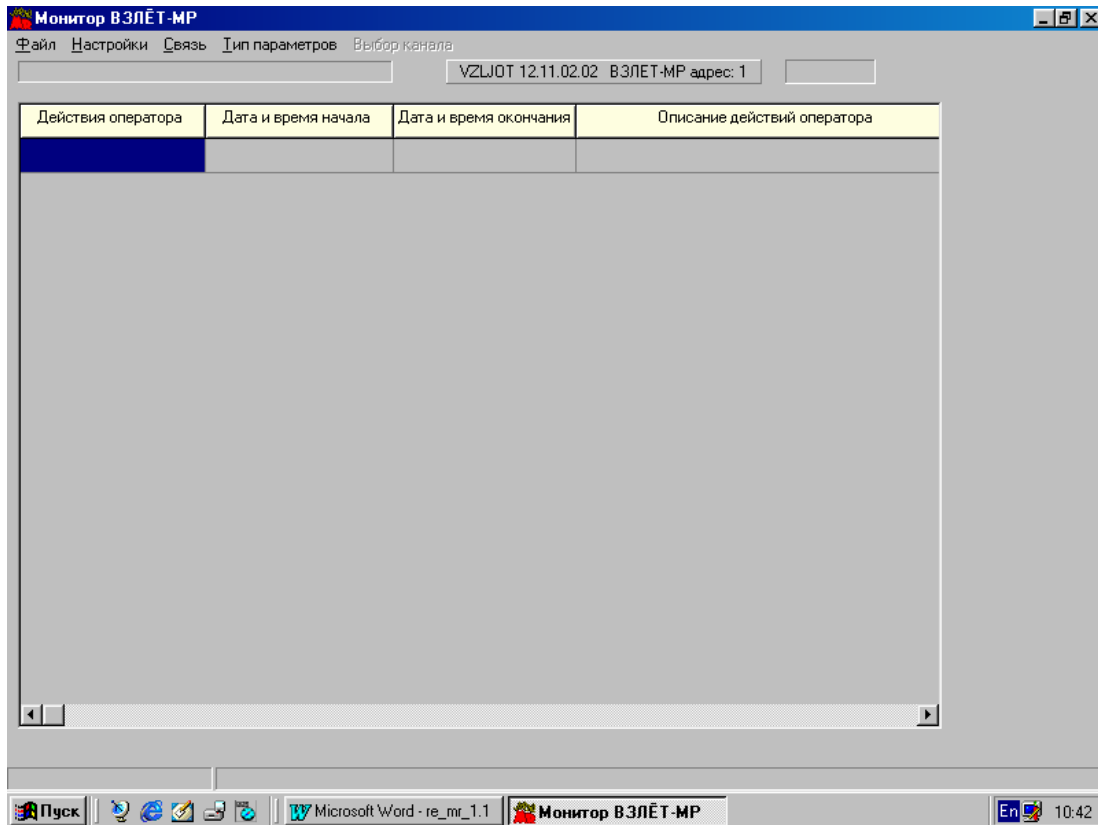 Монитор ВЗЛЁТ-МР
Файл Настройки Связь Тип параметров Выбор канала
VZLJOT 12.11.02.02 ВЗЛЕТ-МР адрес: 1
Действия оператора Дата и время начала Дата и время окончания Описание действий оператора
Пуск Microsoft Word - re_mr_1.1 Монитор ВЗЛЁТ-МР En 10:42